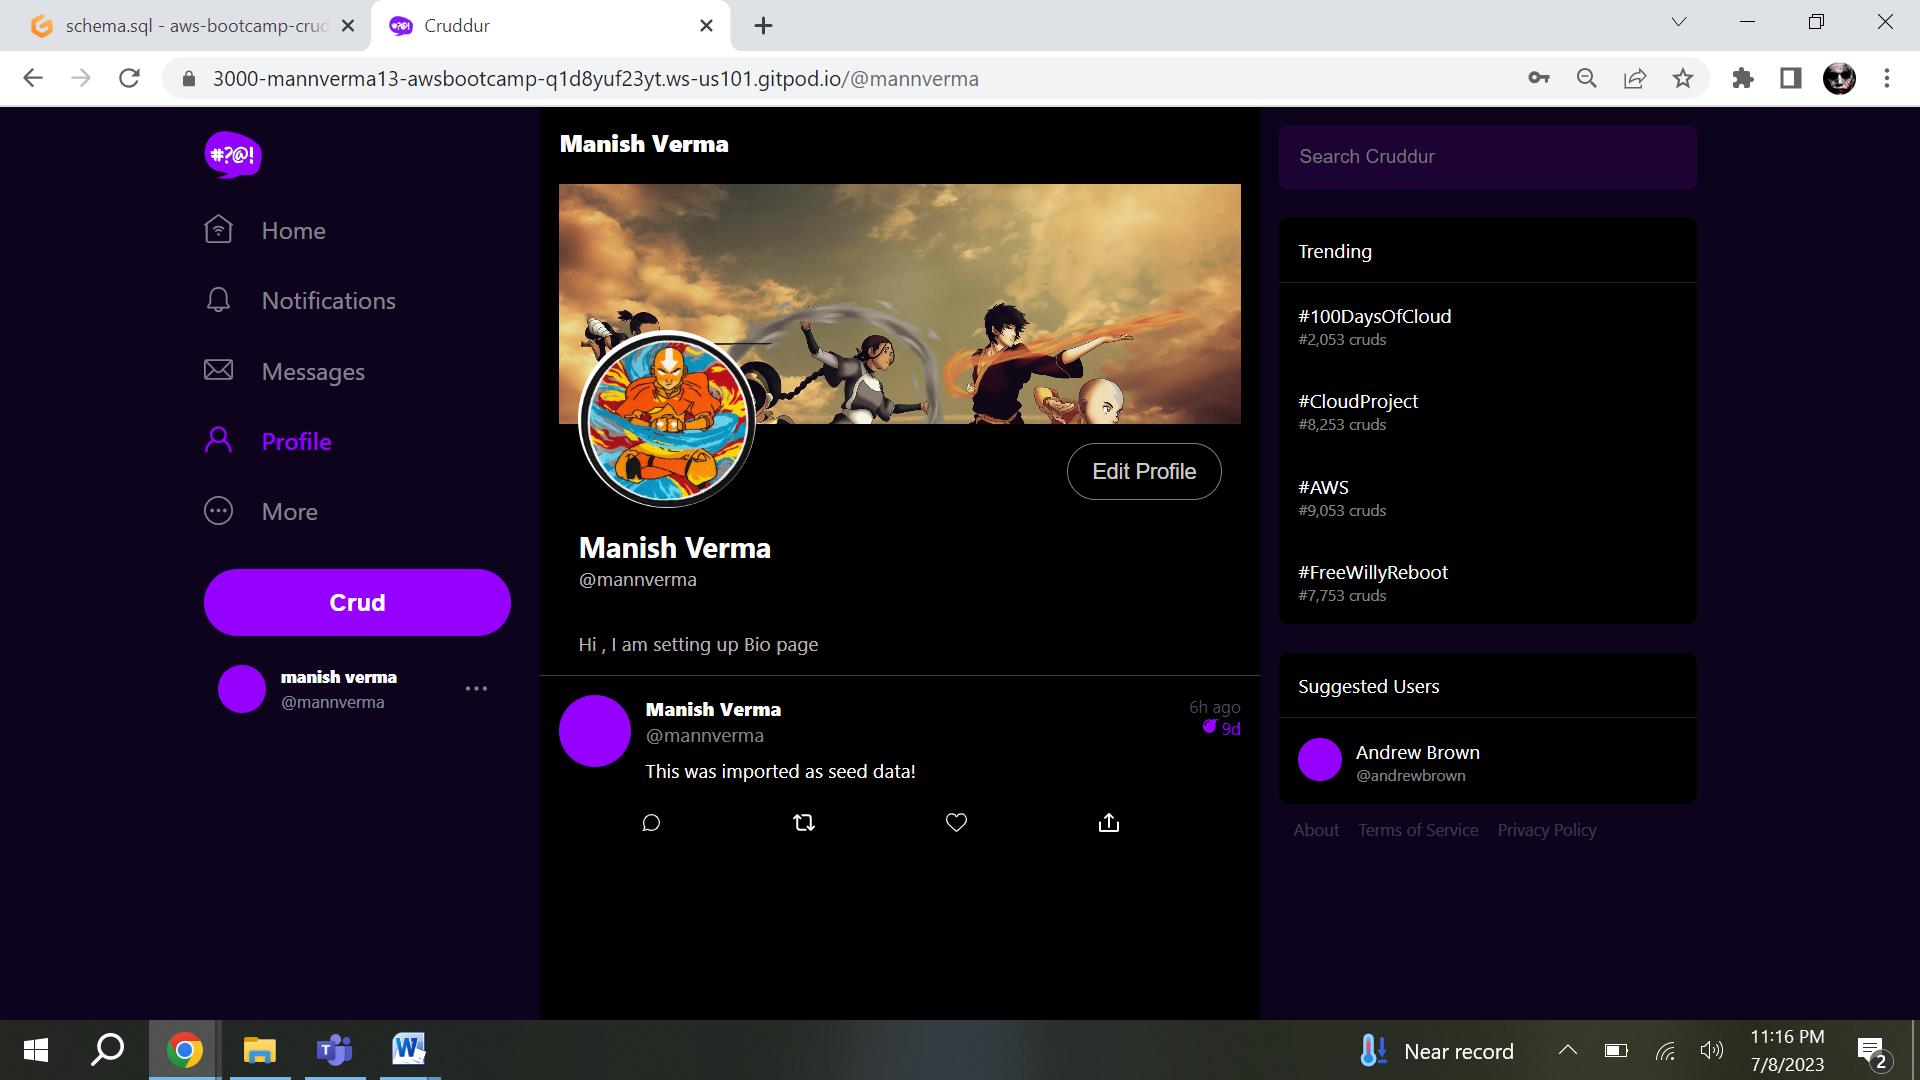 schema.sql - aws-bootcamp-crud
Cruddur
3000-mannverma13-awsbootcamp-q1d8yuf23yt.ws-us101.gitpod.io/@mannverma
#?@!
Home
Notifications
Messages
Profile
More
Crud
manish verma
@mannverma
Manish Verma
Edit Profile
Manish Verma
@mannverma
Hi , I am setting up Bio page
Manish Verma
6h ago
@mannverma
9d
This was imported as seed data!
Search Cruddur
Trending
#100DaysOfCloud
#2,053 cruds
#CloudProject
#8,253 cruds
#AWS
#9,053 cruds
#FreeWillyReboot
#7,753 cruds
Suggested Users
Andrew Brown
@andrewbrown
About Terms of Service Privacy Policy
Near record
11:16 PM
7/8/2023
2